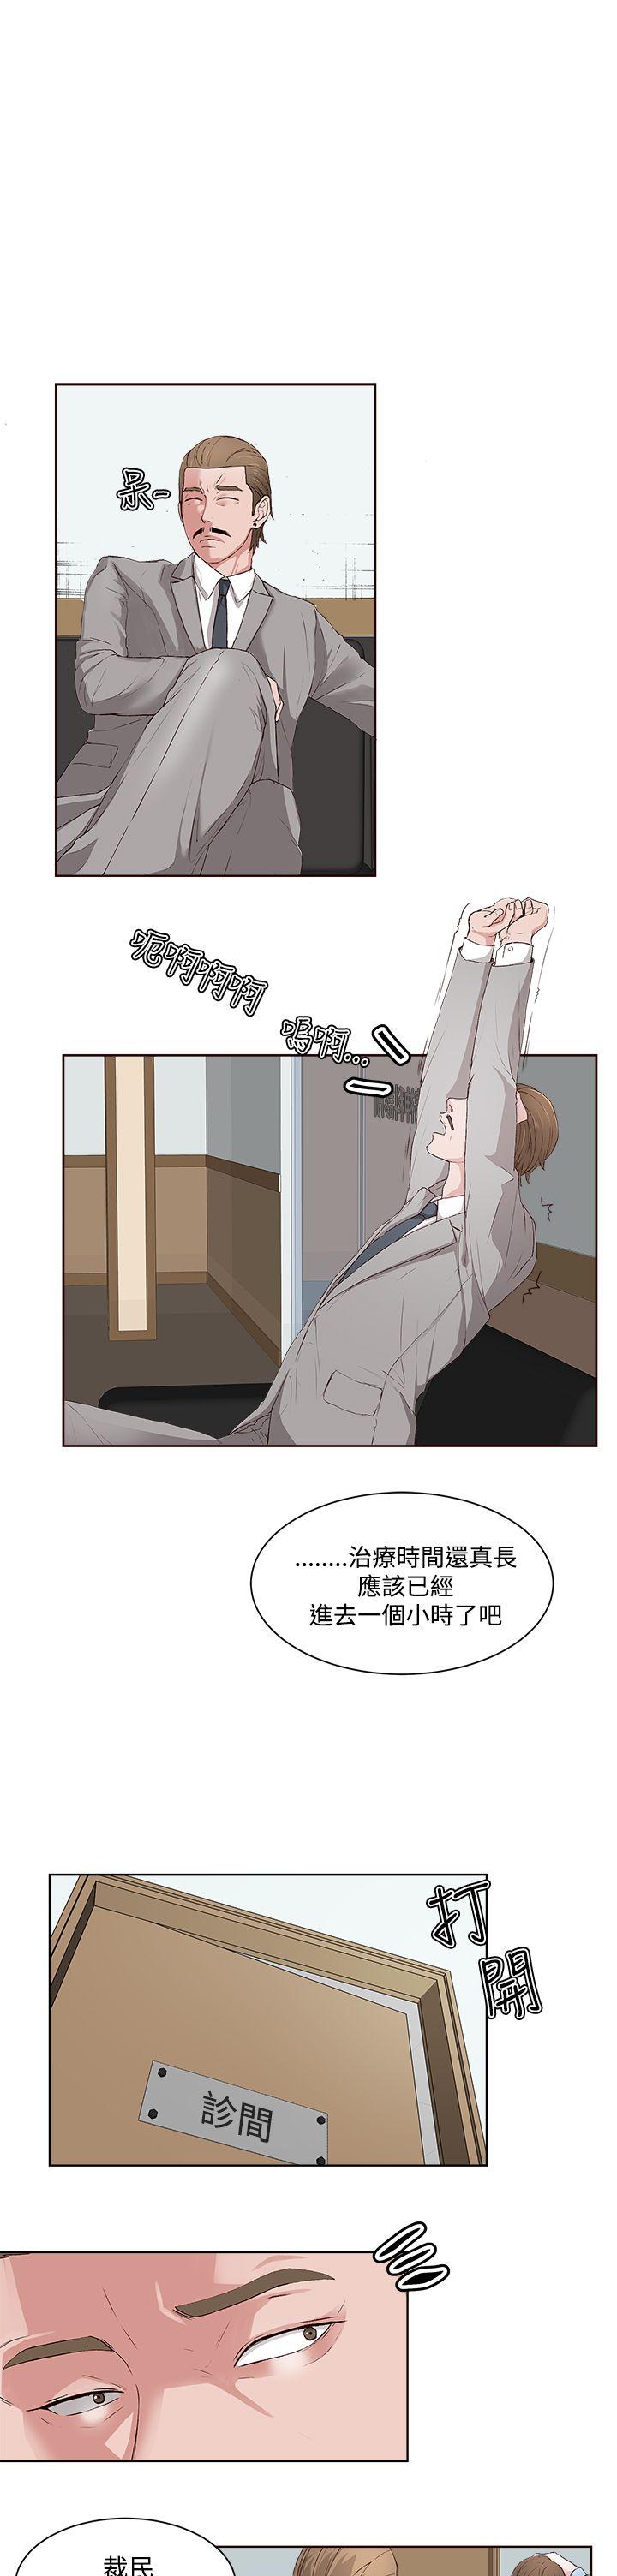 呆~
呃啊啊啊
嗚啊...
........治療時間還真長
應該已經
進去一個小時了吧
打
開
診間
裁民